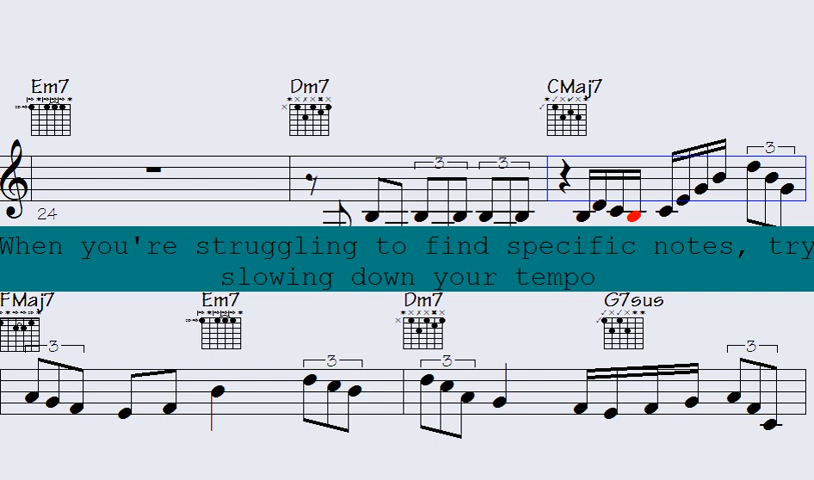 Em7 Dm7 CMaj7
3 3 3
24
When you're struggling to find specific notes, try
slowing down your tempo
FMaj7 Em7 Dm7 G7sus
3 3 3 3